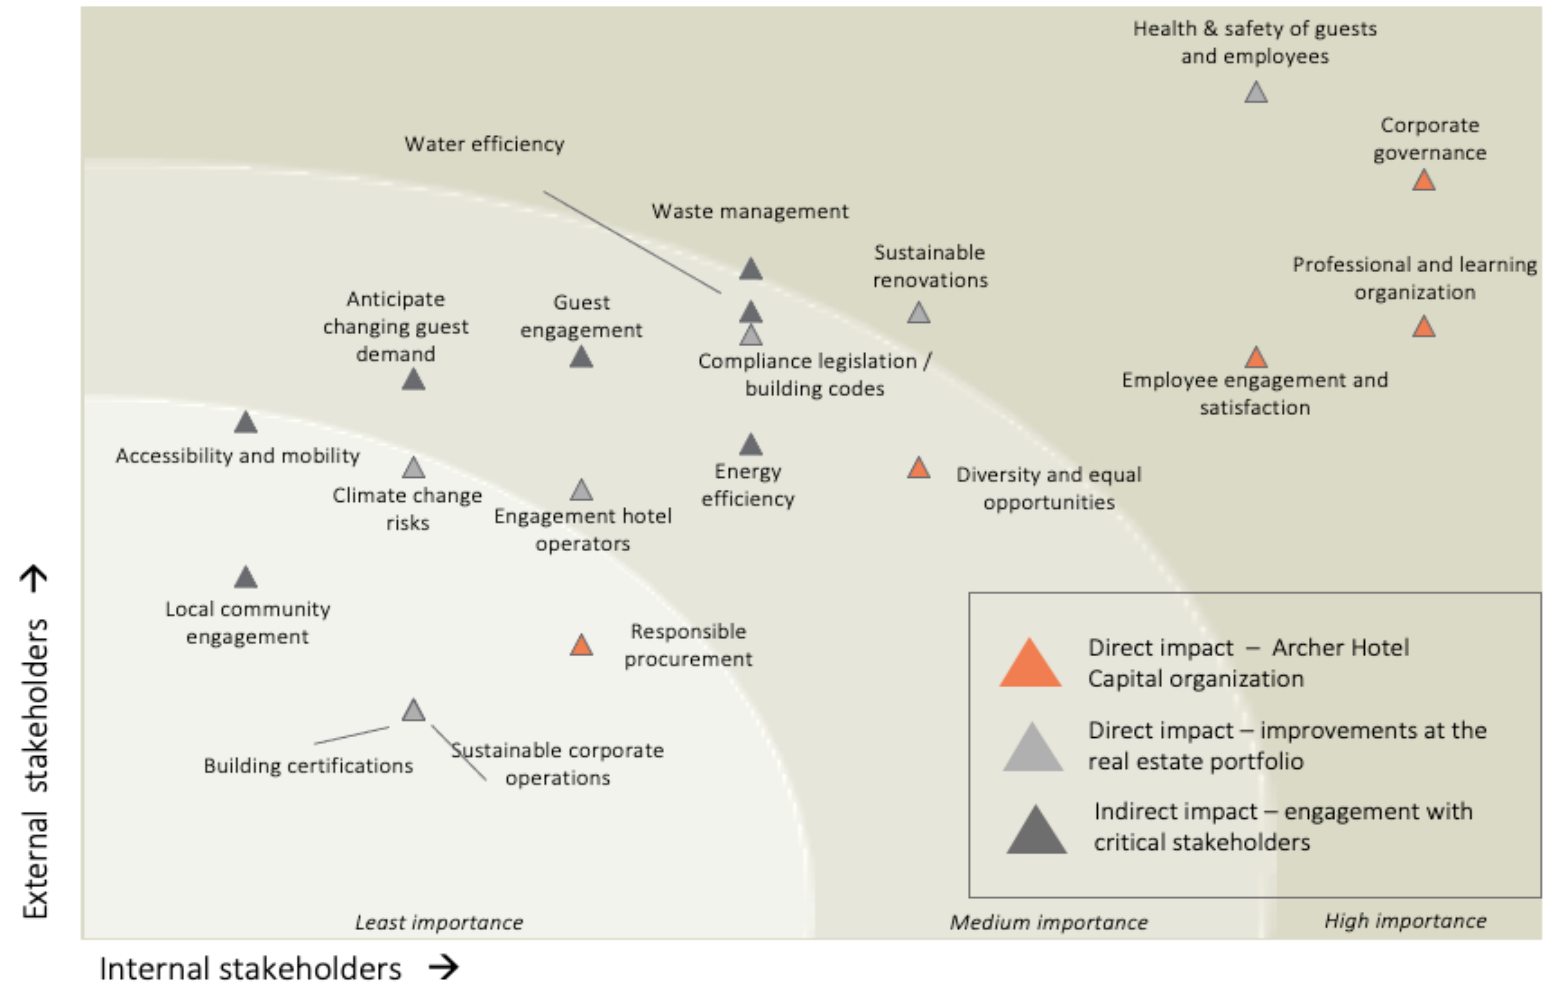 Health & safety of guests
and employees
Corporate
governance
Water efficiency
Waste management
Sustainable
renovations
Professional and learning
organization
Anticipate
changing guest
demand
Guest
engagement
Compliance legislation /
building codes
Employee engagement and
satisfaction
Accessibility and mobility
Climate change
risks
Engagement hotel
operators
Energy
efficiency
Diversity and equal
opportunities
Local community
engagement
Responsible
procurement
Building certifications
Sustainable corporate
operations
Direct impact – Archer Hotel
Capital organization
Direct impact – improvements at the
real estate portfolio
Indirect impact – engagement with
critical stakeholders
Least importance
Medium importance
High importance
External stakeholders →
Internal stakeholders →